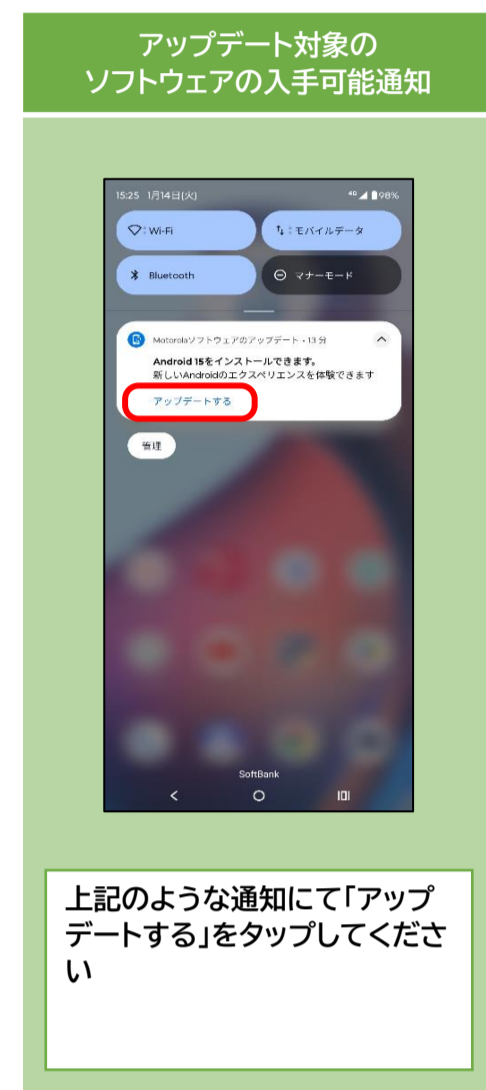 アップデート対象の
ソフトウェアの入手可能通知
15:25 1月14日(火)
4G 98%
Wi-Fi
モバイルデータ
Bluetooth
マナーモード
Motorolaソフトウェアのアップデート・13 分
Android 15をインストールできます。
新しいAndroidのエクスペリエンスを体験できます
アップデートする
管理
SoftBank
上記のような通知にて「アップ
デートする」をタップしてくださ
い